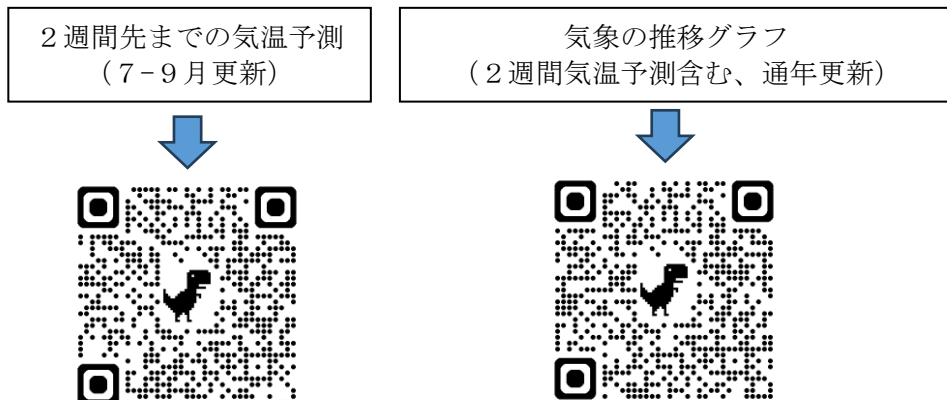 ２週間先までの気温予測
（７−９月更新）
気象の推移グラフ
（２週間気温予測含む、通年更新）